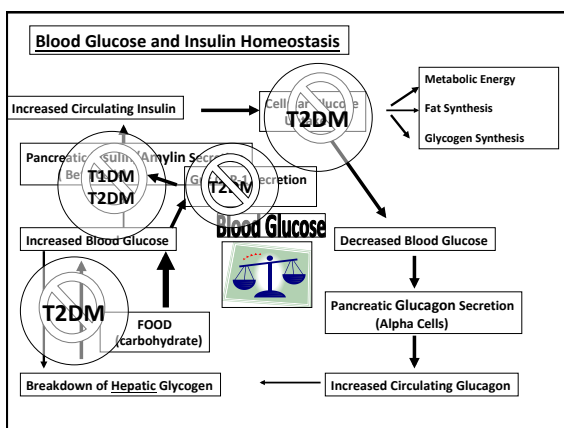 Blood Glucose and Insulin Homeostasis
Metabolic Energy
Fat Synthesis
Glycogen Synthesis
Increased Circulating Insulin
T2DM
Pancreatic Insulin/Amylin
T1DM
T2DM
T2DM
Increased Blood Glucose
Blood Glucose
Decreased Blood Glucose
T2DM
FOOD
(carbohydrate)
Pancreatic Glucagon Secretion
(Alpha Cells)
Breakdown of Hepatic Glycogen
Increased Circulating Glucagon